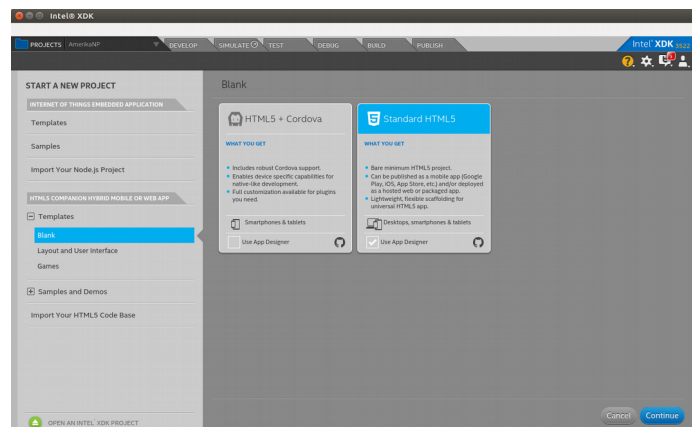 Intel® XDK
PROJECTS AmerikaNP
DEVELOP
SIMULATE
TEST
DEBUG
BUILD
PUBLISH
Intel® XDK 3522
START A NEW PROJECT
INTERNET OF THINGS EMBEDDED APPLICATION
Templates
Samples
Import Your Node.js Project
HTML5 COMPANION HYBRID MOBILE OR WEB APP
Templates
Blank
Layout and User Interface
Games
Samples and Demos
Import Your HTML5 Code Base
OPEN AN INTEL® XDK PROJECT
Blank
HTML5 + Cordova
WHAT YOU GET
Includes robust Cordova support.
Enables device specific capabilities for
native-like development.
Full customization available for plugins
you need.
Smartphones & tablets
Use App Designer
Standard HTML5
WHAT YOU GET
Bare minimum HTML5 project.
Can be published as a mobile app (Google
Play, iOS, App Store, etc.) and/or deployed
as a hosted web or packaged app.
Lightweight, flexible scaffolding for
universal HTML5 app.
Desktops, smartphones & tablets
Use App Designer
Cancel
Continue